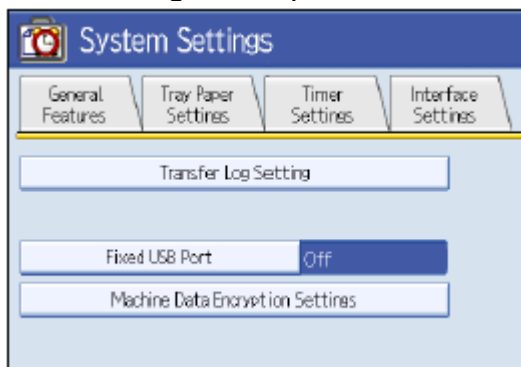 System Settings
General Features
Tray Paper Settings
Timer Settings
Interface Settings
Transfer Log Setting
Fixed USB Port Off
Machine Data Encryption Settings